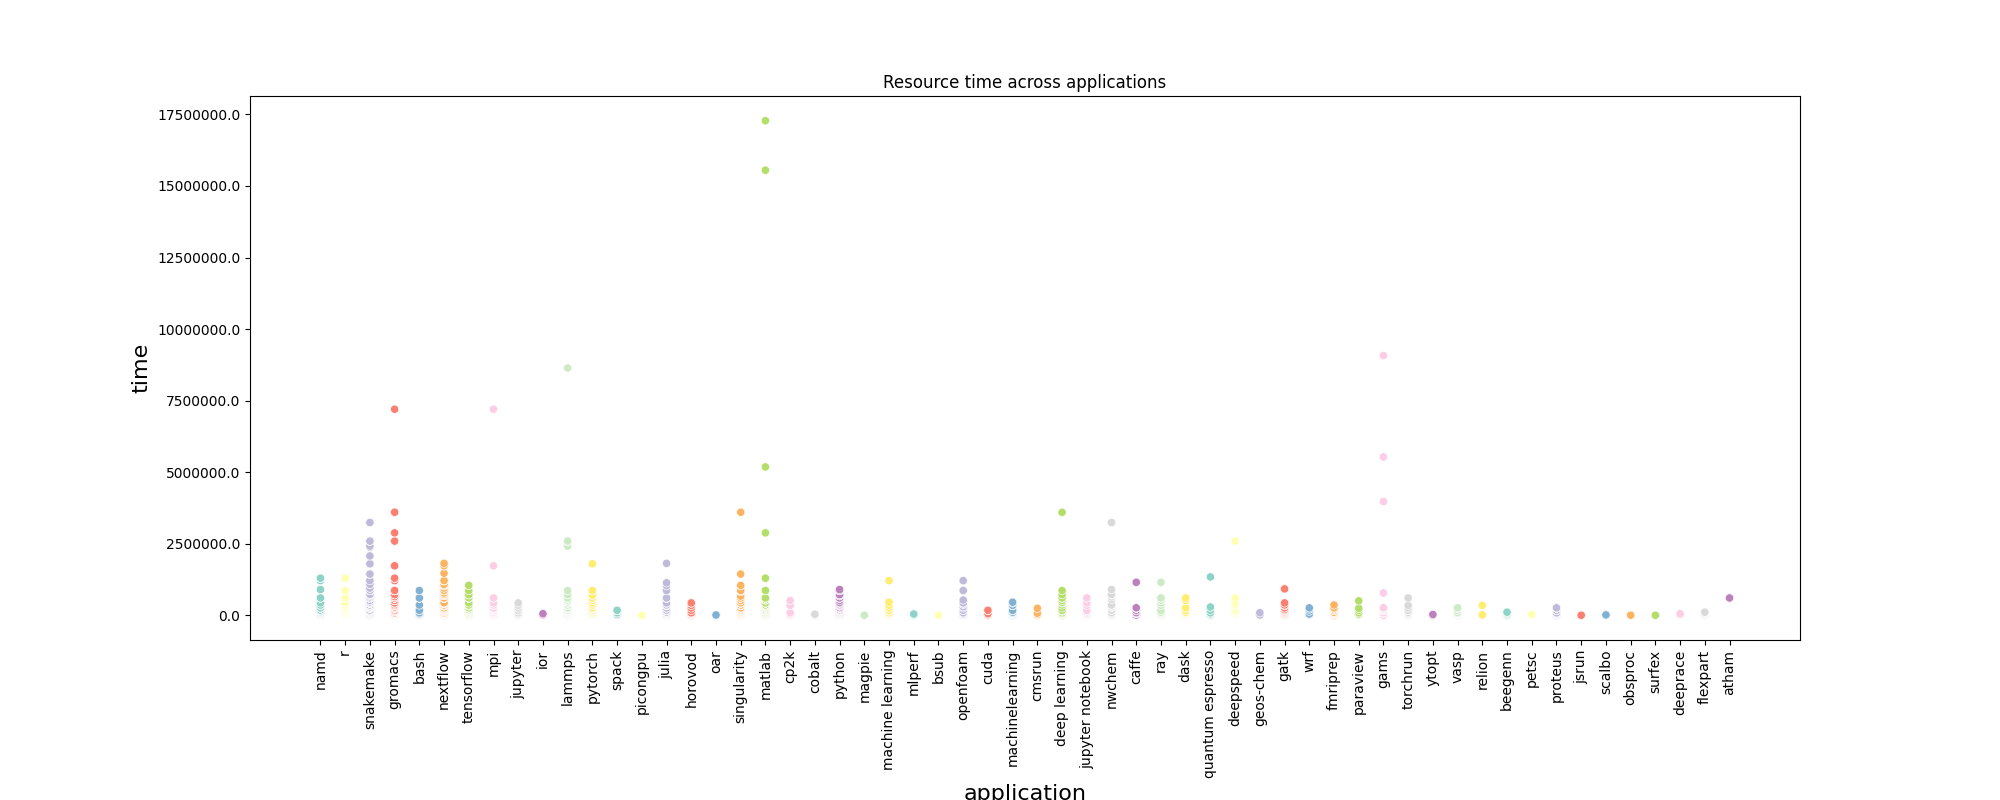 Resource time across applications
17500000.0
15000000.0
12500000.0
10000000.0
7500000.0
5000000.0
2500000.0
0.0
time
namd
r
snakemake
gromacs
bash
nextflow
tensorflow
mpi
jupyter
ior
lammps
pytorch
spack
picongpu
julia
horovod
oar
singularity
matlab
cp2k
cobalt
python
magpie
machine learning
mlperf
bsub
openfoam
cuda
machinelearning
cmsrun
deep learning
jupyter notebook
nwchem
caffe
ray
dask
quantum espresso
deepspeed
geos-chem
gatk
wrf
fmriprep
paraview
gams
torchrun
ytopt
vasp
relion
beegenn
petsc
proteus
jsrun
scalbo
obsproc
surfex
deeprace
flexpart
atham
application